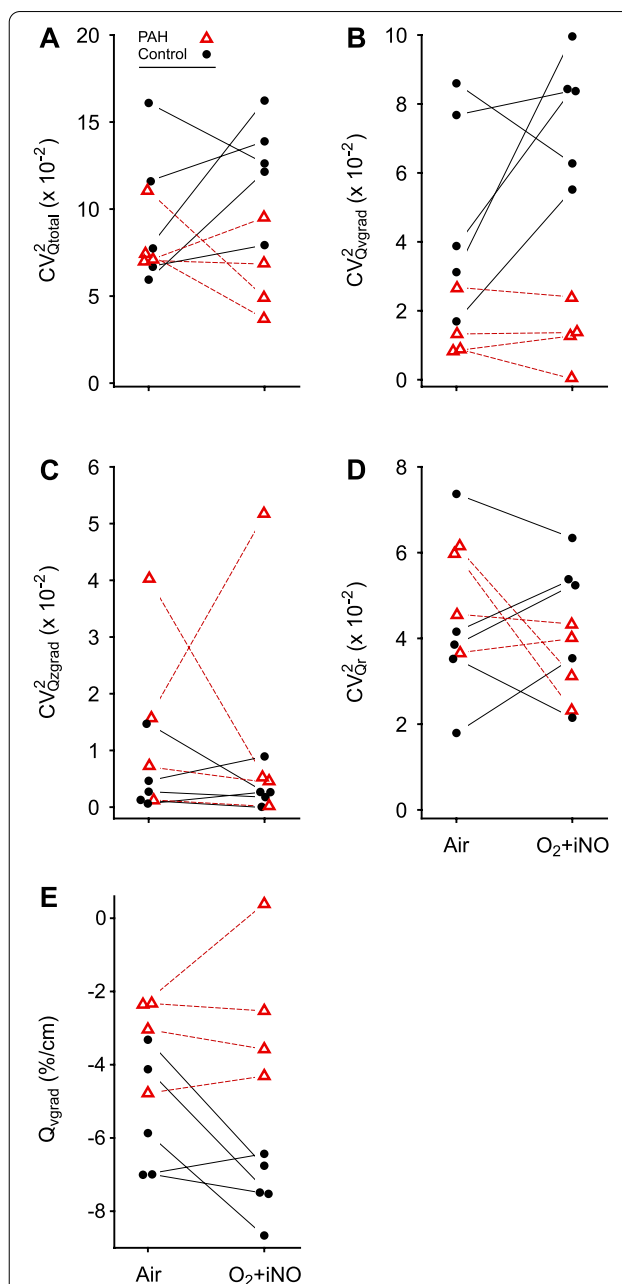 A
PAH
Control
20
15
10
5
0
CV²Qtotal (x 10⁻²)
B
10
8
6
4
2
0
CV²Qvgrad (x 10⁻²)
C
6
5
4
3
2
1
0
CV²Qzgrad (x 10⁻²)
D
8
6
4
2
0
CV²Qr (x 10⁻²)
Air
O₂+iNO
E
0
-2
-4
-6
-8
Qvgrad (%/cm)
Air
O₂+iNO